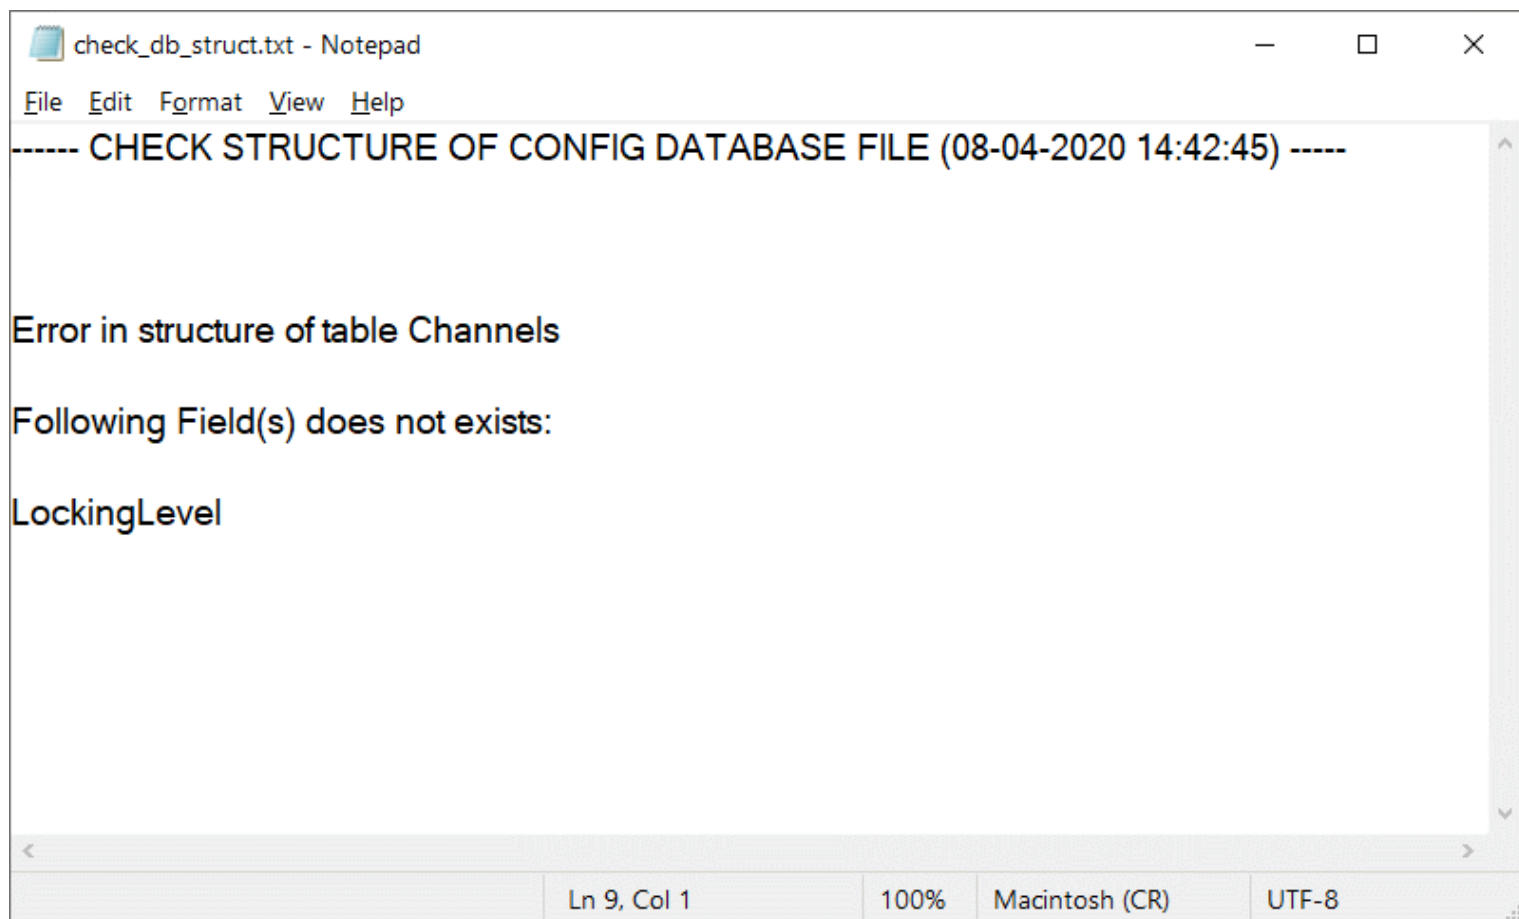 check_db_struct.txt - Notepad
File Edit Format View Help
------ CHECK STRUCTURE OF CONFIG DATABASE FILE (08-04-2020 14:42:45) -----
Error in structure of table Channels
Following Field(s) does not exists:
LockingLevel
Ln 9, Col 1 100% Macintosh (CR) UTF-8